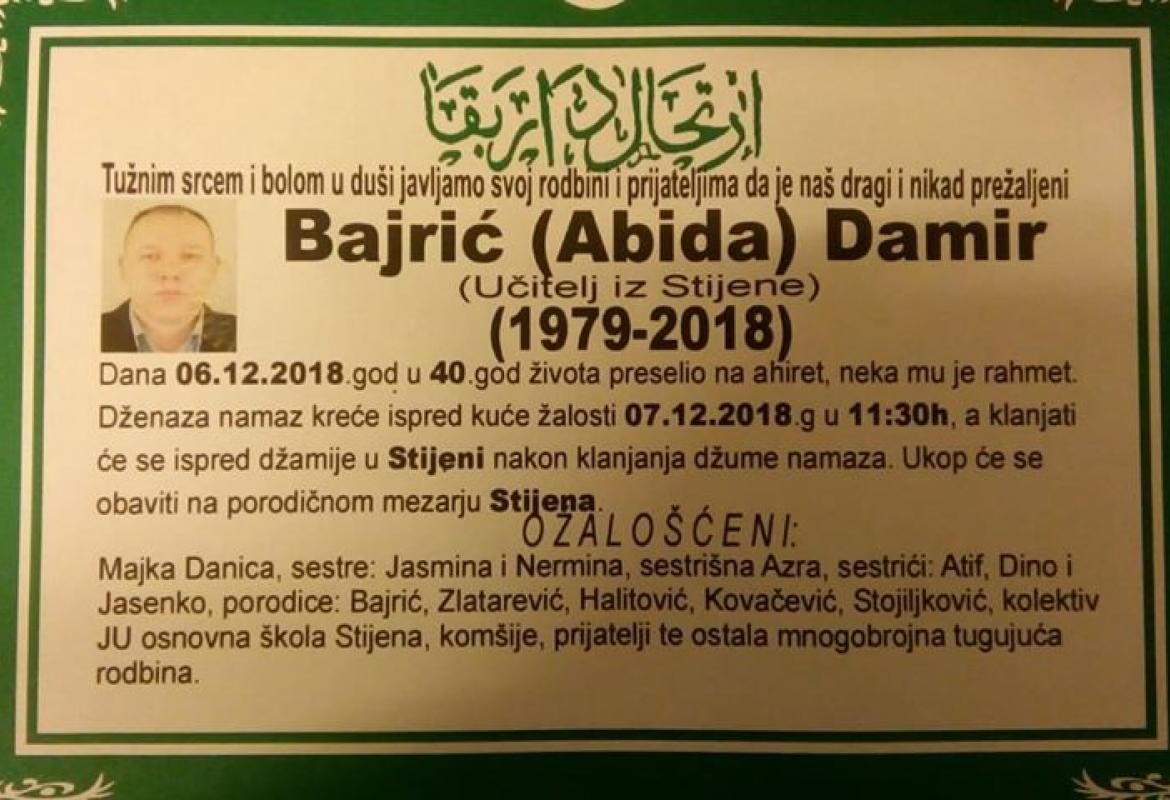 ارتحال دار بقا
Tužnim srcem i bolom u duši javljamo svoj rodbini i prijateljima da je naš dragi i nikad prežaljeni
Bajrić (Abida) Damir
(Učitelj iz Stijene)
(1979-2018)
Dana 06.12.2018.god u 40.god života preselio na ahiret, neka mu je rahmet.
Dženaza namaz kreće ispred kuće žalosti 07.12.2018.g u 11:30h, a klanjati
će se ispred džamije u Stijeni nakon klanjanja džume namaza. Ukop će se
obaviti na porodičnom mezarju Stijena.
OŽALOŠĆENI:
Majka Danica, sestre: Jasmina i Nermina, sestrišna Azra, sestrići: Atif, Dino i
Jasenko, porodice: Bajrić, Zlatarević, Halitović, Kovačević, Stojiljković, kolektiv
JU osnovna škola Stijena, komšije, prijatelji te ostala mnogobrojna tugujuća
rodbina.